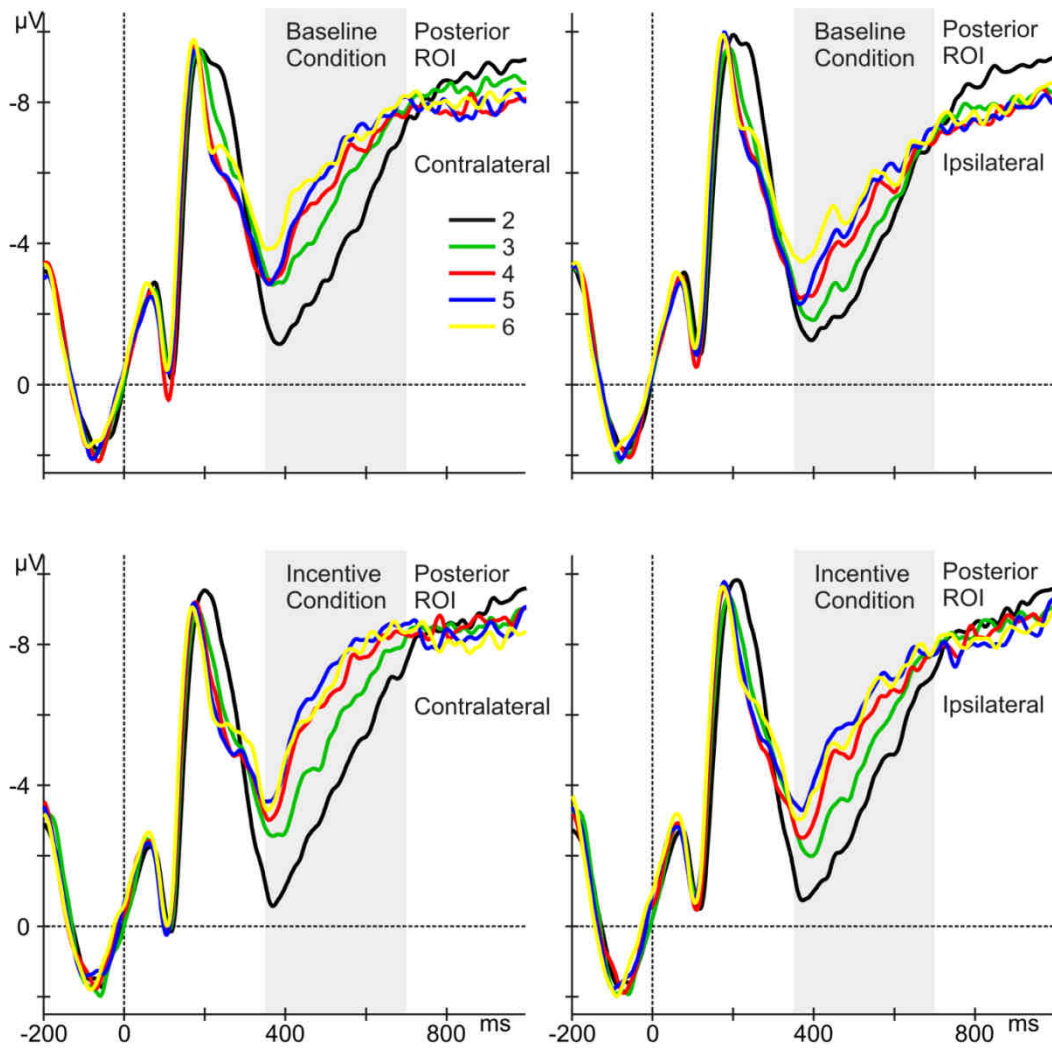 µV
Baseline Condition
Posterior ROI
Contralateral
-8
-4
0
2
3
4
5
6
Baseline Condition
Posterior ROI
Ipsilateral
µV
Incentive Condition
Posterior ROI
Contralateral
-8
-4
0
-200 0 400 800 ms
Incentive Condition
Posterior ROI
Ipsilateral
-200 0 400 800 ms